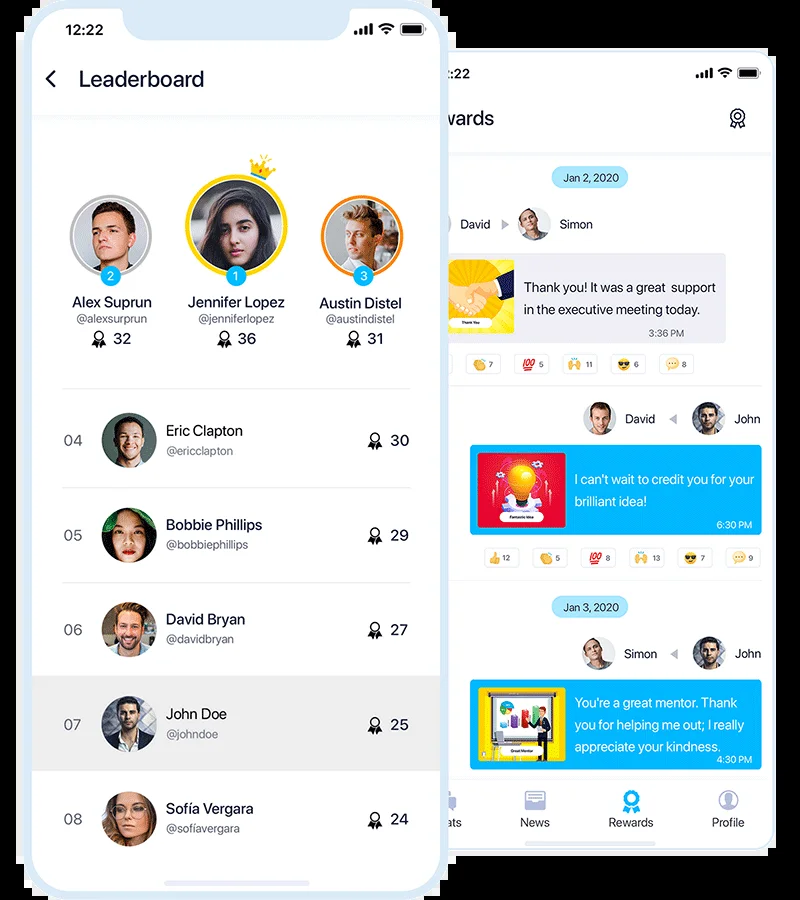 12:22
Leaderboard
2
1
3
Alex Suprun
@alexsurprun
32
Jennifer Lopez
@jenniferlopez
36
Austin Distel
@austindistel
31
04
Eric Clapton
@ericclapton
30
05
Bobbie Phillips
@bobbiephillips
29
06
David Bryan
@davidbryan
27
07
John Doe
@johndoe
25
08
Sofía Vergara
@sofíavergara
24
:22
wards
Jan 2, 2020
David
Simon
Thank You
Thank you! It was a great support
in the executive meeting today.
3:36 PM
7
100 5
11
6
8
David
John
Fantastic Idea
I can't wait to credit you for your
brilliant idea!
6:30 PM
12
5
100 8
13
7
9
Jan 3, 2020
Simon
John
Great Mentor
You're a great mentor. Thank
you for helping me out; I really
appreciate your kindness.
4:30 PM
ats
News
Rewards
Profile